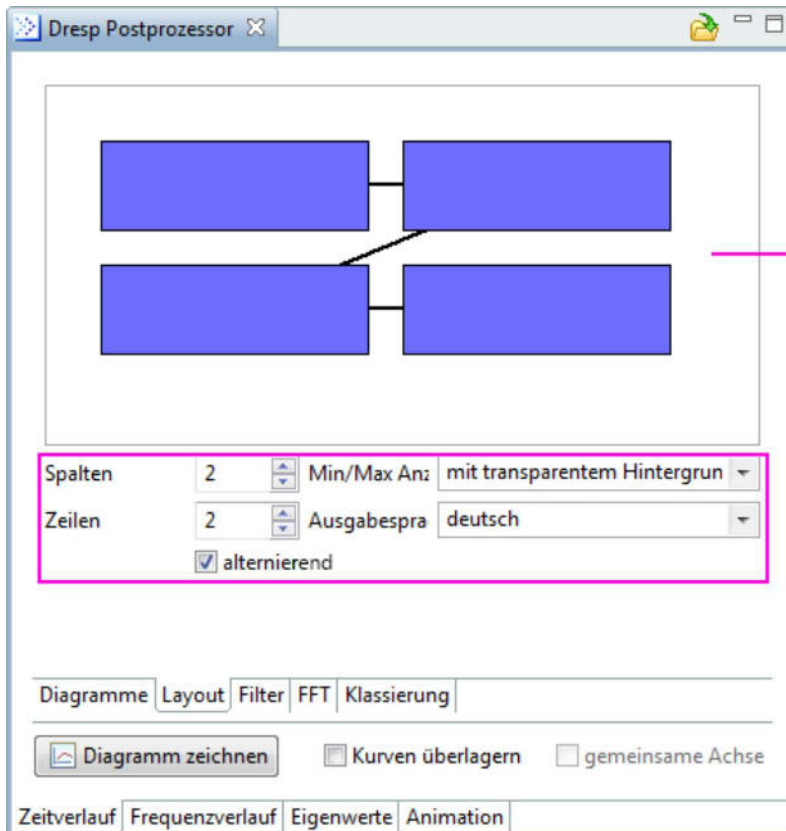 Dresp Postprozessor
Spalten 2 Min/Max Anz mit transparentem Hintergrun
Zeilen 2 Ausgabespra deutsch
alternierend
Diagramme Layout Filter FFT Klassierung
Diagramm zeichnen Kurven überlagern gemeinsame Achse
Zeitverlauf Frequenzverlauf Eigenwerte Animation